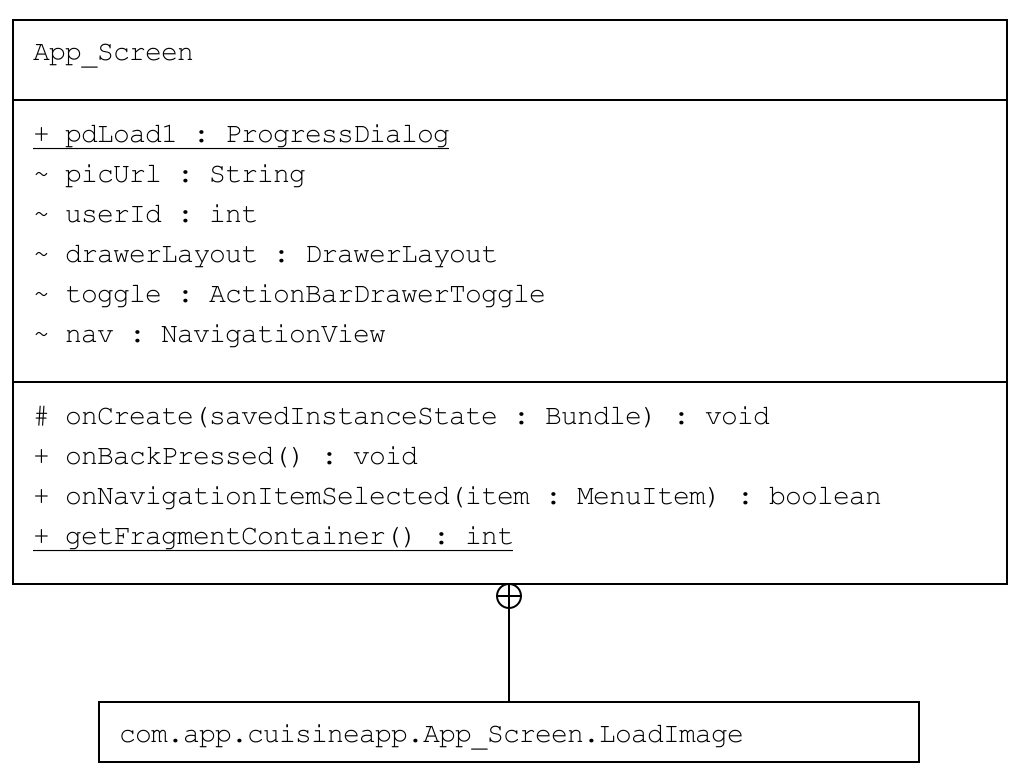 App_Screen
+ pdLoad1 : ProgressDialog
~ picUrl : String
~ userId : int
~ drawerLayout : DrawerLayout
~ toggle : ActionBarDrawerToggle
~ nav : NavigationView
# onCreate(savedInstanceState : Bundle) : void
+ onBackPressed() : void
+ onNavigationItemSelected(item : MenuItem) : boolean
+ getFragmentContainer() : int
com.app.cuisineapp.App_Screen.LoadImage